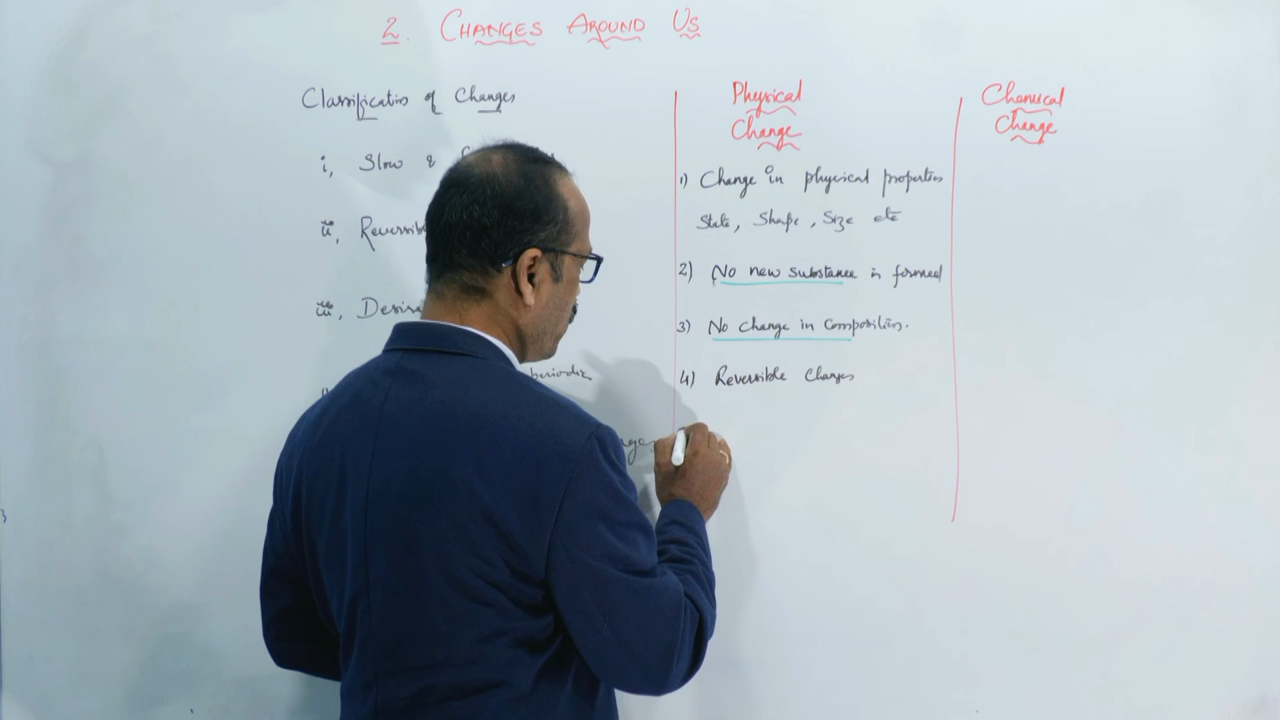 2. CHANGES AROUND US
Classification of Changes
i, Slow &
ii, Reversib
iii, Desira
periodic
Physical
Change
1) Change in physical properties
State, Shape, Size etc
2) No new substance is formed
3) No change in composition.
4) Reversible Changes
Chemical
Change